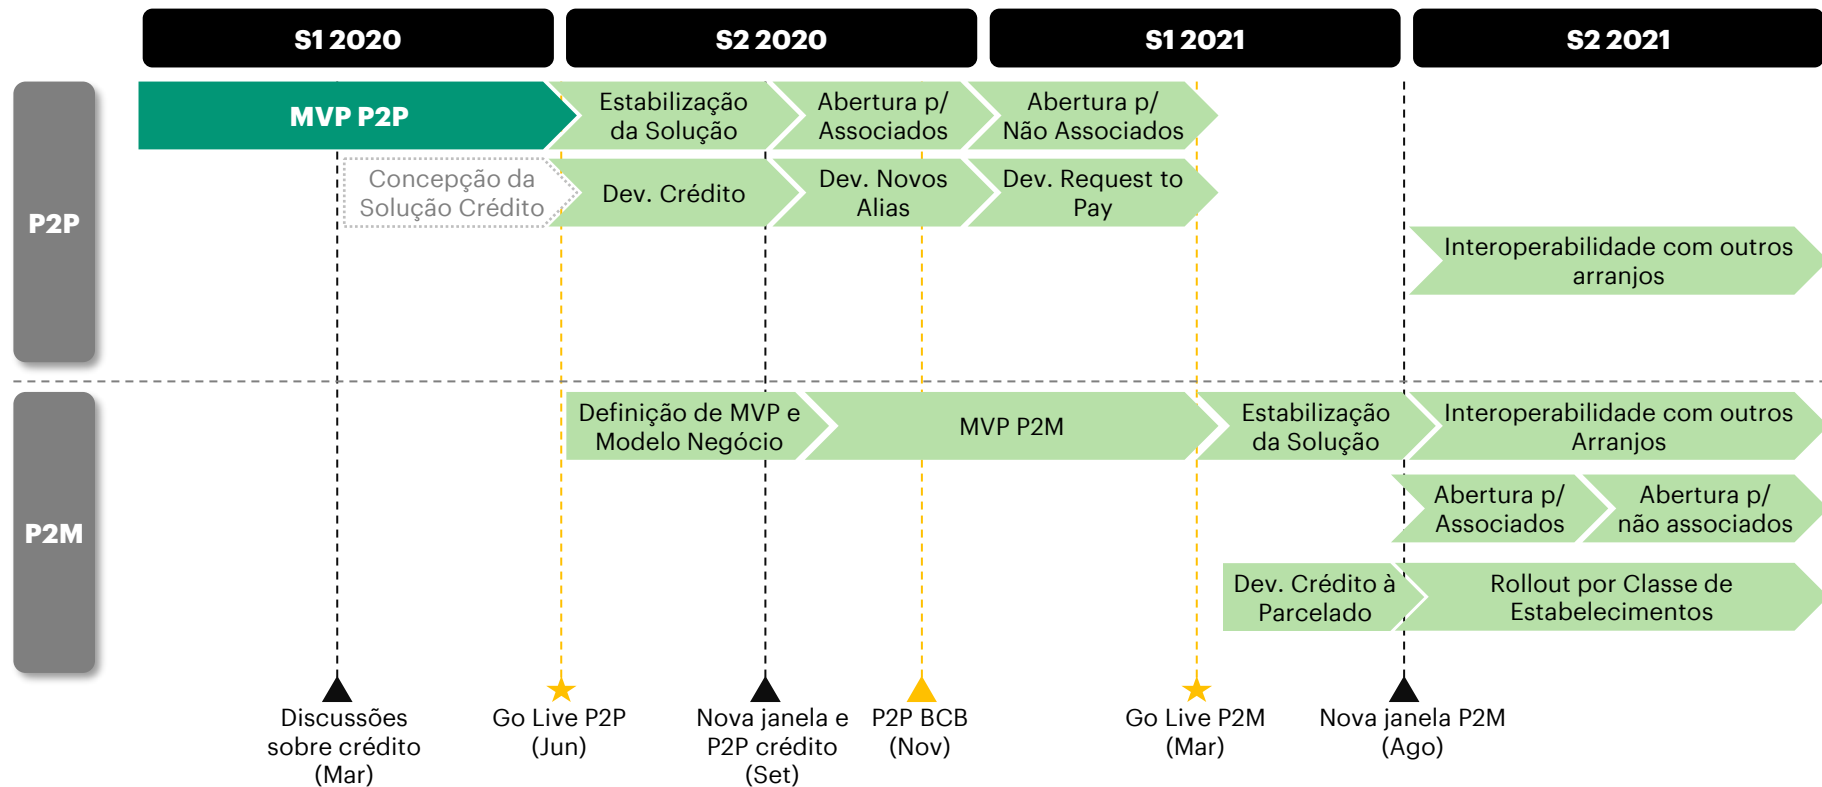 S1 2020
S2 2020
S1 2021
S2 2021
P2P
MVP P2P
Estabilização
da Solução
Abertura p/
Associados
Abertura p/
Não Associados
Concepção da
Solução Crédito
Dev. Crédito
Dev. Novos
Alias
Dev. Request to
Pay
Interoperabilidade com outros
arranjos
P2M
Definição de MVP e
Modelo Negócio
MVP P2M
Estabilização
da Solução
Interoperabilidade com outros
Arranjos
Abertura p/
Associados
Abertura p/
não associados
Dev. Crédito à
Parcelado
Rollout por Classe de
Estabelecimentos
Discussões
sobre crédito
(Mar)
Go Live P2P
(Jun)
Nova janela e
P2P crédito
(Set)
P2P BCB
(Nov)
Go Live P2M
(Mar)
Nova janela P2M
(Ago)